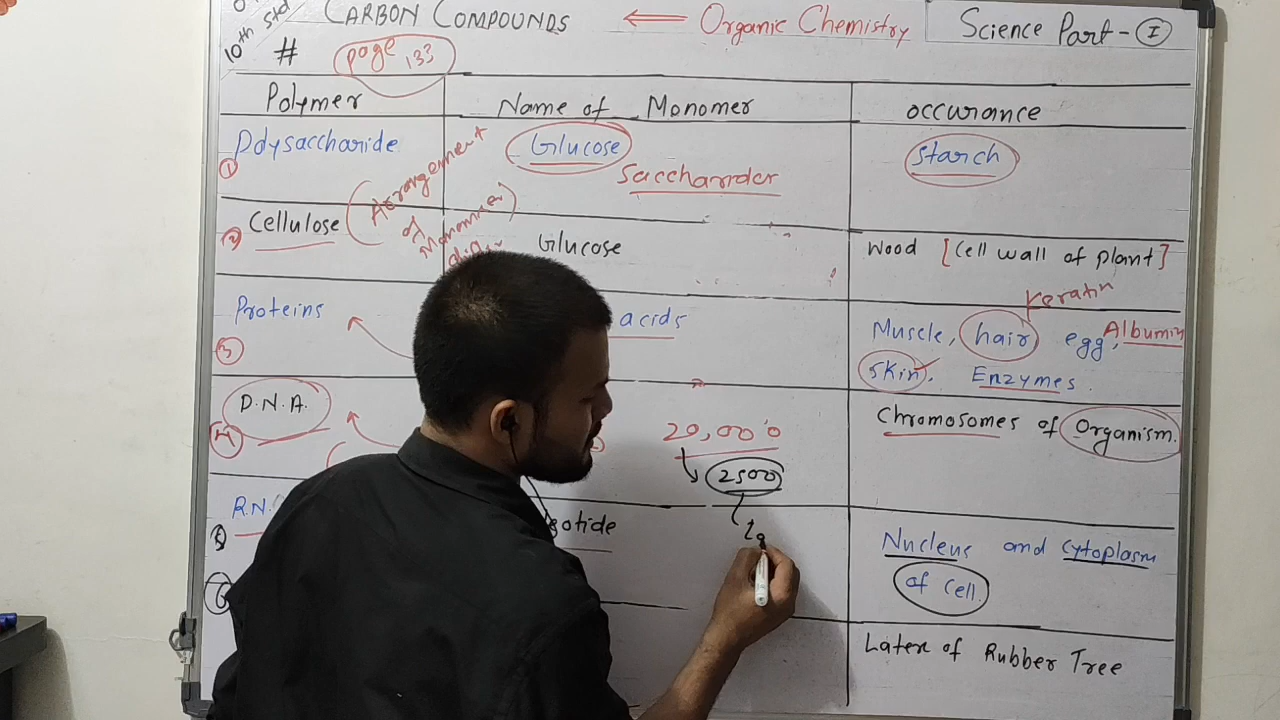 10th std
CARBON COMPOUNDS ⟸ Organic Chemistry
Science Part - I
# page 133
Polymer Name of Monomer occurance
① Polysaccharide Glucose starch
Saccharides
② Cellulose (Arrangement of Monomer Glucose Wood [cell wall of plant]
③ Proteins acids Muscle, hair egg, Albumin
Keratin
skin. Enzymes.
④ D.N.A. 20,000 Chromosomes of Organism.
2500
5 R.N. otide Nucleus and cytoplasm
of cell.
6 Latex of Rubber Tree